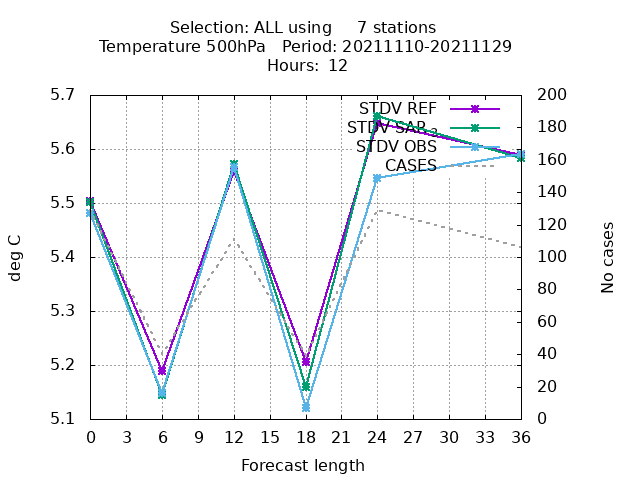 Selection: ALL using 7 stations
Temperature 500hPa Period: 20211110-20211129
Hours: 12
5.7
5.6
5.5
5.4
5.3
5.2
5.1
200
180
160
140
120
100
80
60
40
20
0
deg C
No cases
STDV REF
STDV SAR
STDV OBS
CASES
0 3 6 9 12 15 18 21 24 27 30 33 36
Forecast length